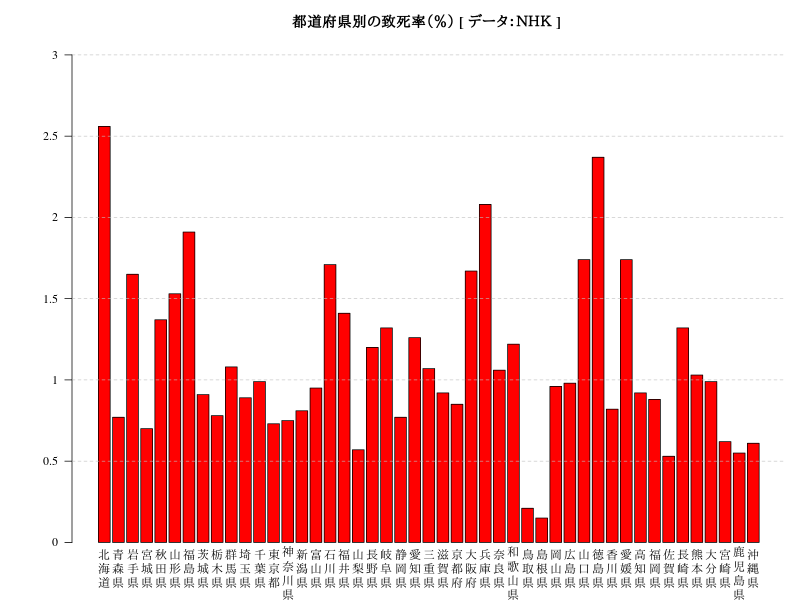 都道府県別の致死率(%) [ データ:NHK ]
3
2.5
2
1.5
1
0.5
0
北海道
青森県
岩手県
宮城県
秋田県
山形県
福島県
茨城県
栃木県
群馬県
埼玉県
千葉県
東京都
神奈川県
新潟県
富山県
石川県
福井県
山梨県
長野県
岐阜県
静岡県
愛知県
三重県
滋賀県
京都府
大阪府
兵庫県
奈良県
和歌山県
鳥取県
島根県
岡山県
広島県
山口県
徳島県
香川県
愛媛県
高知県
福岡県
佐賀県
長崎県
熊本県
大分県
宮崎県
鹿児島県
沖縄県